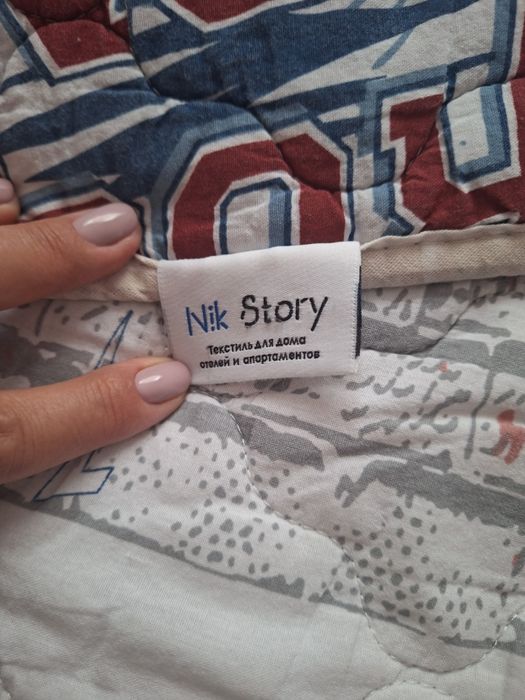 Nik Story
Текстиль для дома
отелей и апартаментов